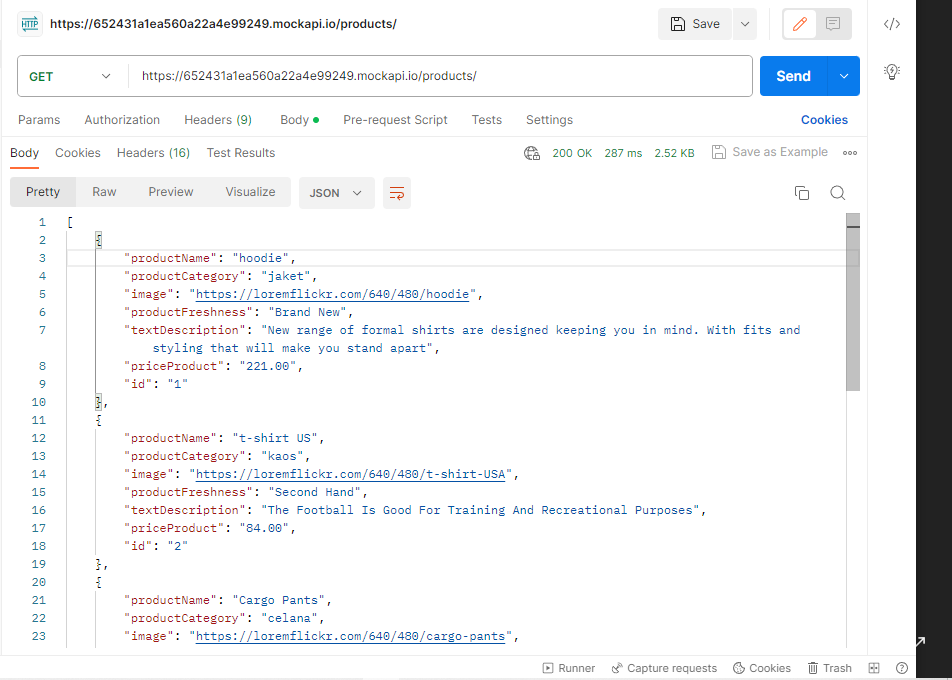 HTTP https://652431a1ea560a22a4e99249.mockapi.io/products/ Save
GET https://652431a1ea560a22a4e99249.mockapi.io/products/ Send
Params Authorization Headers (9) Body Pre-request Script Tests Settings Cookies
Body Cookies Headers (16) Test Results 200 OK 287 ms 2.52 KB Save as Example
Pretty Raw Preview Visualize JSON
1 [
2 {
3 "productName": "hoodie",
4 "productCategory": "jaket",
5 "image": "https://loremflickr.com/640/480/hoodie",
6 "productFreshness": "Brand New",
7 "textDescription": "New range of formal shirts are designed keeping you in mind. With fits and
styling that will make you stand apart",
8 "priceProduct": "221.00",
9 "id": "1"
10 },
11 {
12 "productName": "t-shirt US",
13 "productCategory": "kaos",
14 "image": "https://loremflickr.com/640/480/t-shirt-USA",
15 "productFreshness": "Second Hand",
16 "textDescription": "The Football Is Good For Training And Recreational Purposes",
17 "priceProduct": "84.00",
18 "id": "2"
19 },
20 {
21 "productName": "Cargo Pants",
22 "productCategory": "celana",
23 "image": "https://loremflickr.com/640/480/cargo-pants",
Runner Capture requests Cookies Trash